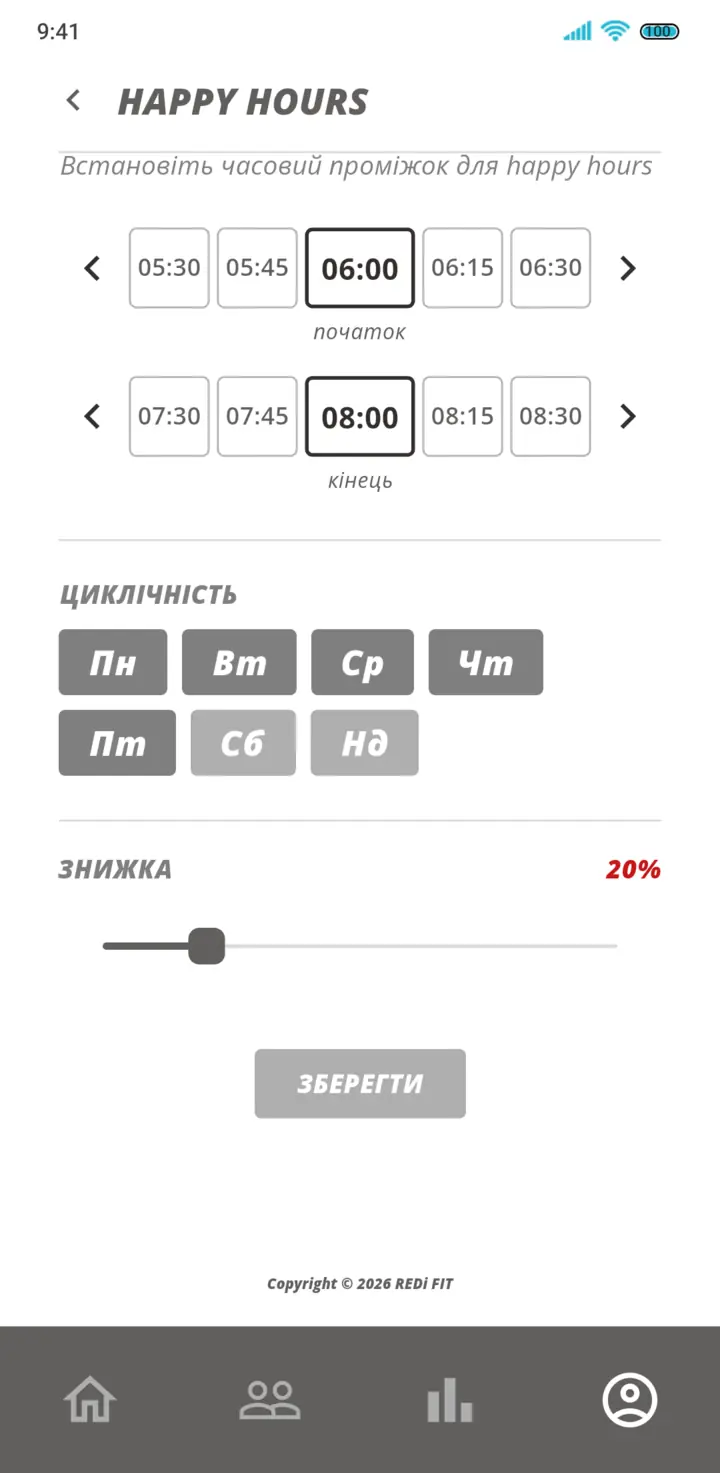 9:41
100
HAPPY HOURS
Встановіть часовий проміжок для happy hours
05:30 05:45 06:00 06:15 06:30
початок
07:30 07:45 08:00 08:15 08:30
кінець
ЦИКЛІЧНІСТЬ
Пн Вт Ср Чт
Пт Сб Нд
ЗНИЖКА 20%
ЗБЕРЕГТИ
Copyright © 2026 REDi FIT